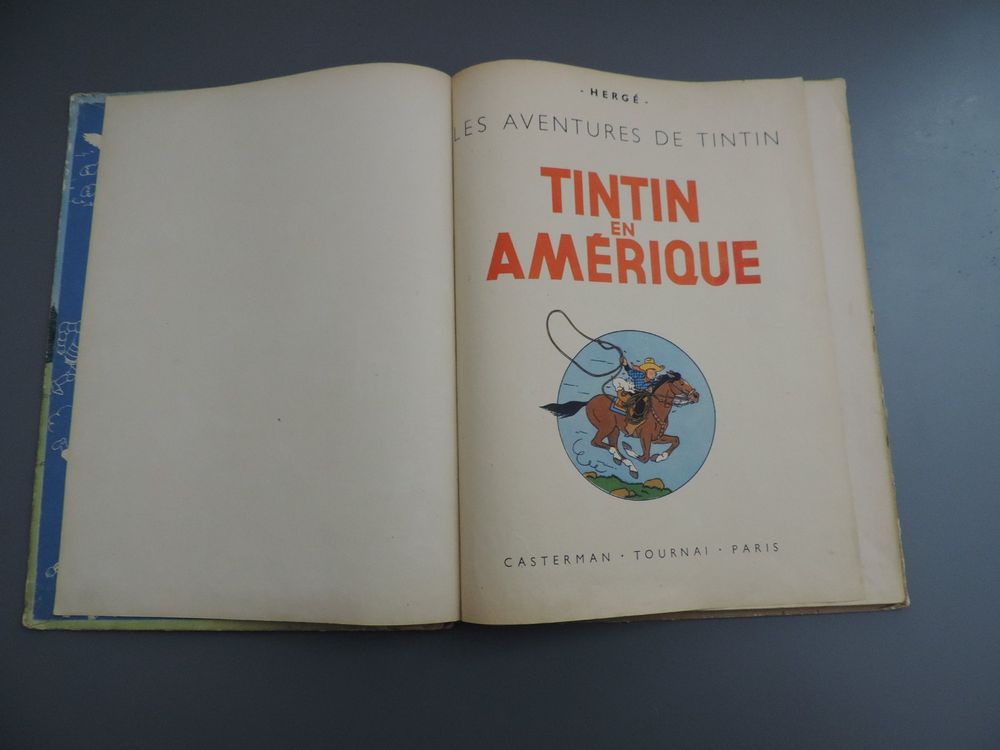 · HERGÉ ·
LES AVENTURES DE TINTIN
TINTIN
EN
AMÉRIQUE
CASTERMAN · TOURNAI · PARIS